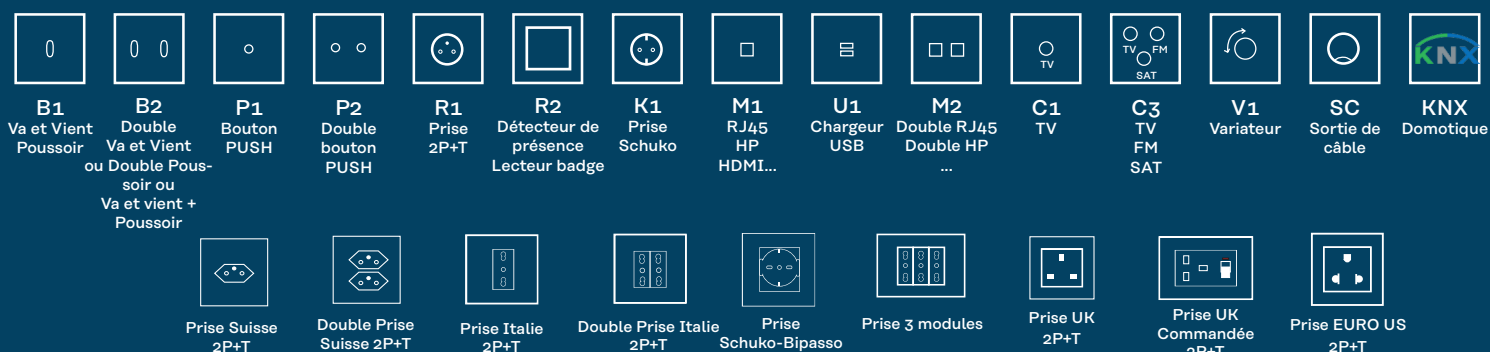 TV
TV FM
SAT
KNX
B1
Va et Vient
Poussoir
B2
Double
Va et Vient
ou Double Pous-
soir ou
Va et vient +
Poussoir
P1
Bouton
PUSH
P2
Double
bouton
PUSH
R1
Prise
2P+T
R2
Détecteur de
présence
Lecteur badge
K1
Prise
Schuko
M1
RJ45
HP
HDMI...
U1
Chargeur
USB
M2
Double RJ45
Double HP
...
C1
TV
C3
TV
FM
SAT
V1
Variateur
SC
Sortie de
câble
KNX
Domotique
Prise Suisse
2P+T
Double Prise
Suisse 2P+T
Prise Italie
2P+T
Double Prise Italie
2P+T
Prise
Schuko-Bipasso
Prise 3 modules
Prise UK
2P+T
Prise UK
Commandée
2P+T
Prise EURO US
2P+T